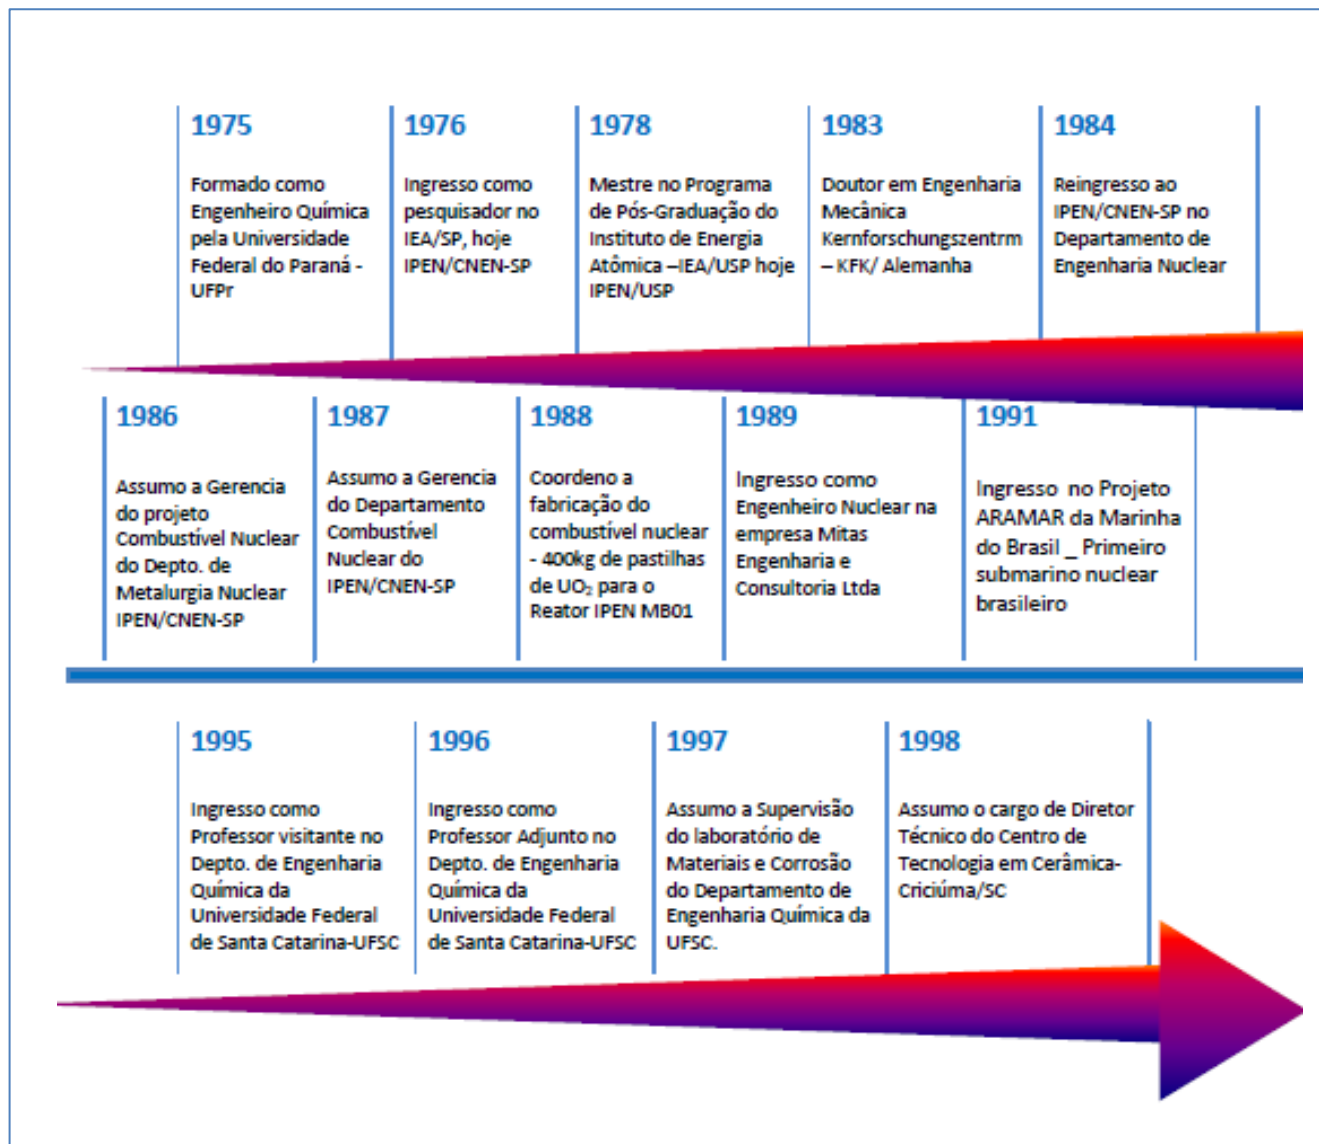 1975
Formado como
Engenheiro Química
pela Universidade
Federal do Paraná -
UFPr
1976
Ingresso como
pesquisador no
IEA/SP, hoje
IPEN/CNEN-SP
1978
Mestre no Programa
de Pós-Graduação do
Instituto de Energia
Atômica –IEA/USP hoje
IPEN/USP
1983
Doutor em Engenharia
Mecânica
Kernforschungszentrm
– KFK/ Alemanha
1984
Reingresso ao
IPEN/CNEN-SP no
Departamento de
Engenharia Nuclear
1986
Assumo a Gerencia
do projeto
Combustível Nuclear
do Depto. de
Metalurgia Nuclear
IPEN/CNEN-SP
1987
Assumo a Gerencia
do Departamento
Combustível
Nuclear do
IPEN/CNEN-SP
1988
Coordeno a
fabricação do
combustível nuclear
- 400kg de pastilhas
de UO₂ para o
Reator IPEN MB01
1989
Ingresso como
Engenheiro Nuclear na
empresa Mitas
Engenharia e
Consultoria Ltda
1991
Ingresso no Projeto
ARAMAR da Marinha
do Brasil _ Primeiro
submarino nuclear
brasileiro
1995
Ingresso como
Professor visitante no
Depto. de Engenharia
Química da
Universidade Federal
de Santa Catarina-UFSC
1996
Ingresso como
Professor Adjunto no
Depto. de Engenharia
Química da
Universidade Federal
de Santa Catarina-UFSC
1997
Assumo a Supervisão
do laboratório de
Materiais e Corrosão
do Departamento de
Engenharia Química da
UFSC.
1998
Assumo o cargo de Diretor
Técnico do Centro de
Tecnologia em Cerâmica-
Criciúma/SC